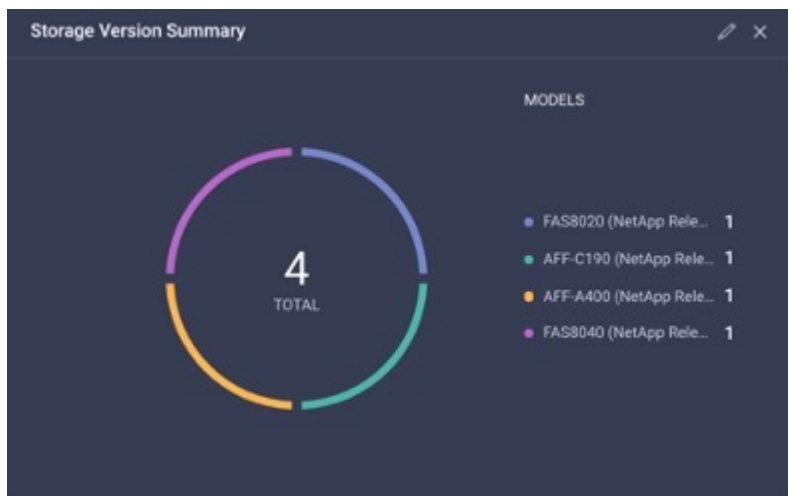 Storage Version Summary
MODELS
4
TOTAL
FAS8020 (NetApp Rele... 1
AFF-C190 (NetApp Rele... 1
AFF-A400 (NetApp Rele... 1
FAS8040 (NetApp Rele... 1